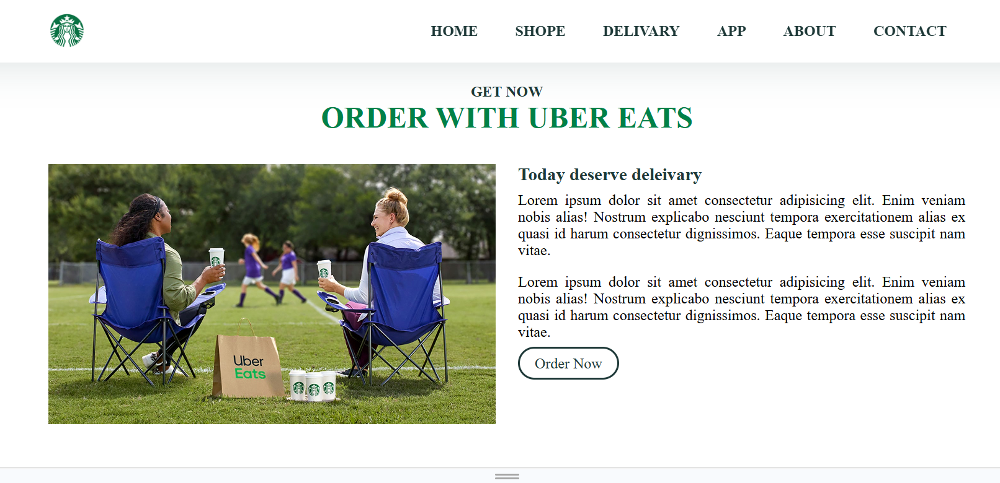 HOME SHOPE DELIVARY APP ABOUT CONTACT
GET NOW
ORDER WITH UBER EATS
Today deserve deleivary
Lorem ipsum dolor sit amet consectetur adipisicing elit. Enim veniam
nobis alias! Nostrum explicabo nesciunt tempora exercitationem alias ex
quasi id harum consectetur dignissimos. Eaque tempora esse suscipit nam
vitae.
Lorem ipsum dolor sit amet consectetur adipisicing elit. Enim veniam
nobis alias! Nostrum explicabo nesciunt tempora exercitationem alias ex
quasi id harum consectetur dignissimos. Eaque tempora esse suscipit nam
vitae.
Order Now
Uber
Eats